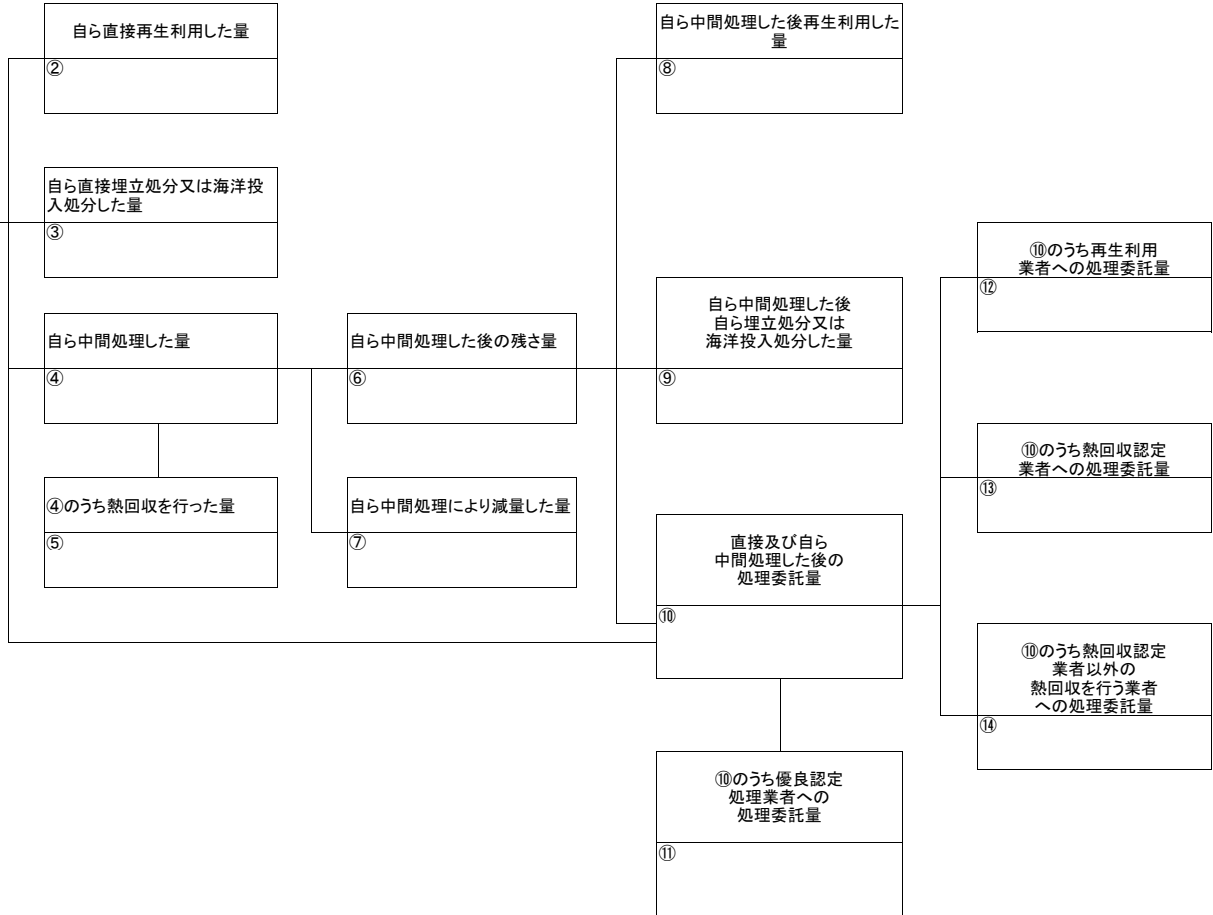 自ら直接再生利用した量
②
自ら中間処理した後再生利用した
量
⑧
自ら直接埋立処分又は海洋投
入処分した量
③
⑩のうち再生利用
業者への処理委託量
⑫
自ら中間処理した量
④
自ら中間処理した後の残さ量
⑥
自ら中間処理した後
自ら埋立処分又は
海洋投入処分した量
⑨
⑩のうち熱回収認定
業者への処理委託量
⑬
④のうち熱回収を行った量
⑤
自ら中間処理により減量した量
⑦
直接及び自ら
中間処理した後の
処理委託量
⑩
⑩のうち熱回収認定
業者以外の
熱回収を行う業者
への処理委託量
⑭
⑩のうち優良認定
処理業者への
処理委託量
⑪